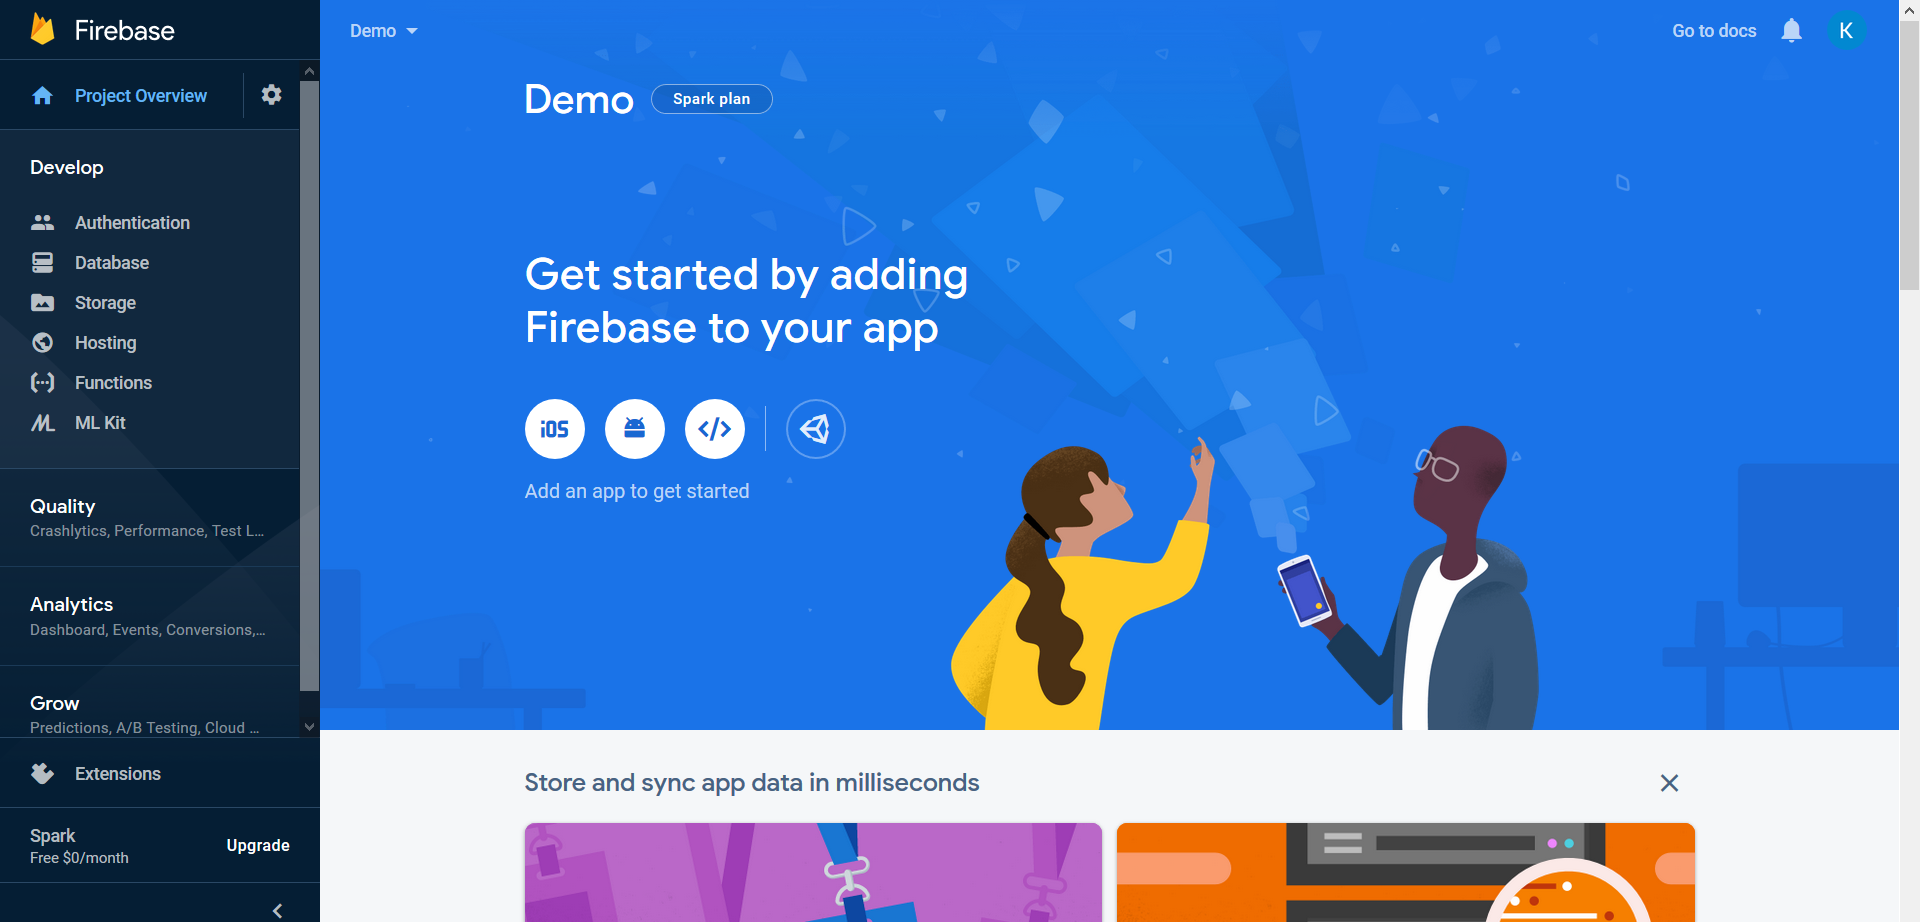 Firebase
Project Overview
Develop
Authentication
Database
Storage
Hosting
Functions
ML Kit
Quality
Crashlytics, Performance, Test L...
Analytics
Dashboard, Events, Conversions,...
Grow
Predictions, A/B Testing, Cloud ...
Extensions
Spark
Free $0/month
Upgrade
Demo
Go to docs
K
Demo
Spark plan
Get started by adding
Firebase to your app
iOS
</>
Add an app to get started
Store and sync app data in milliseconds